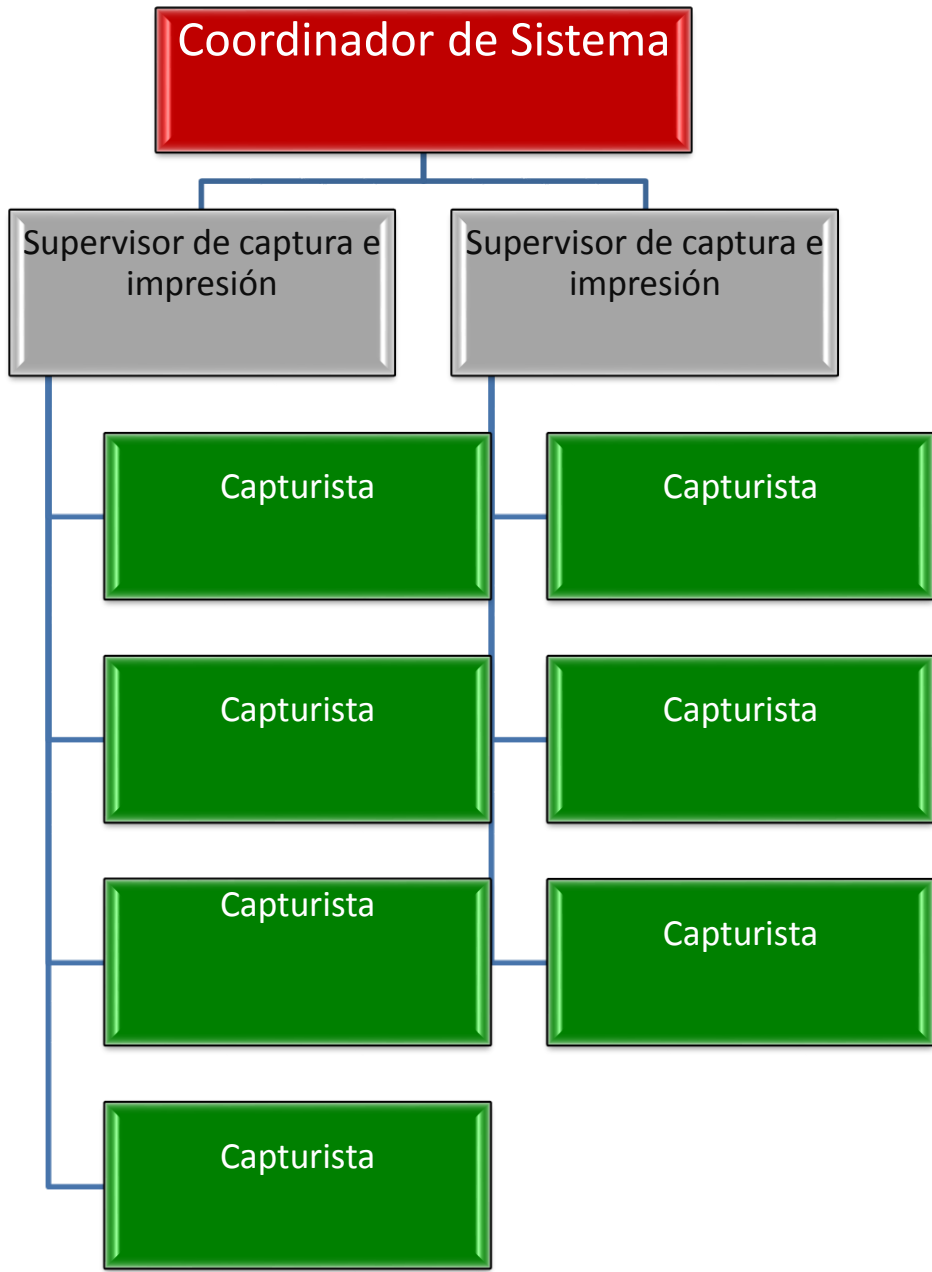 Coordinador de Sistema
Supervisor de captura e
impresión
Supervisor de captura e
impresión
Capturista
Capturista
Capturista
Capturista
Capturista
Capturista
Capturista